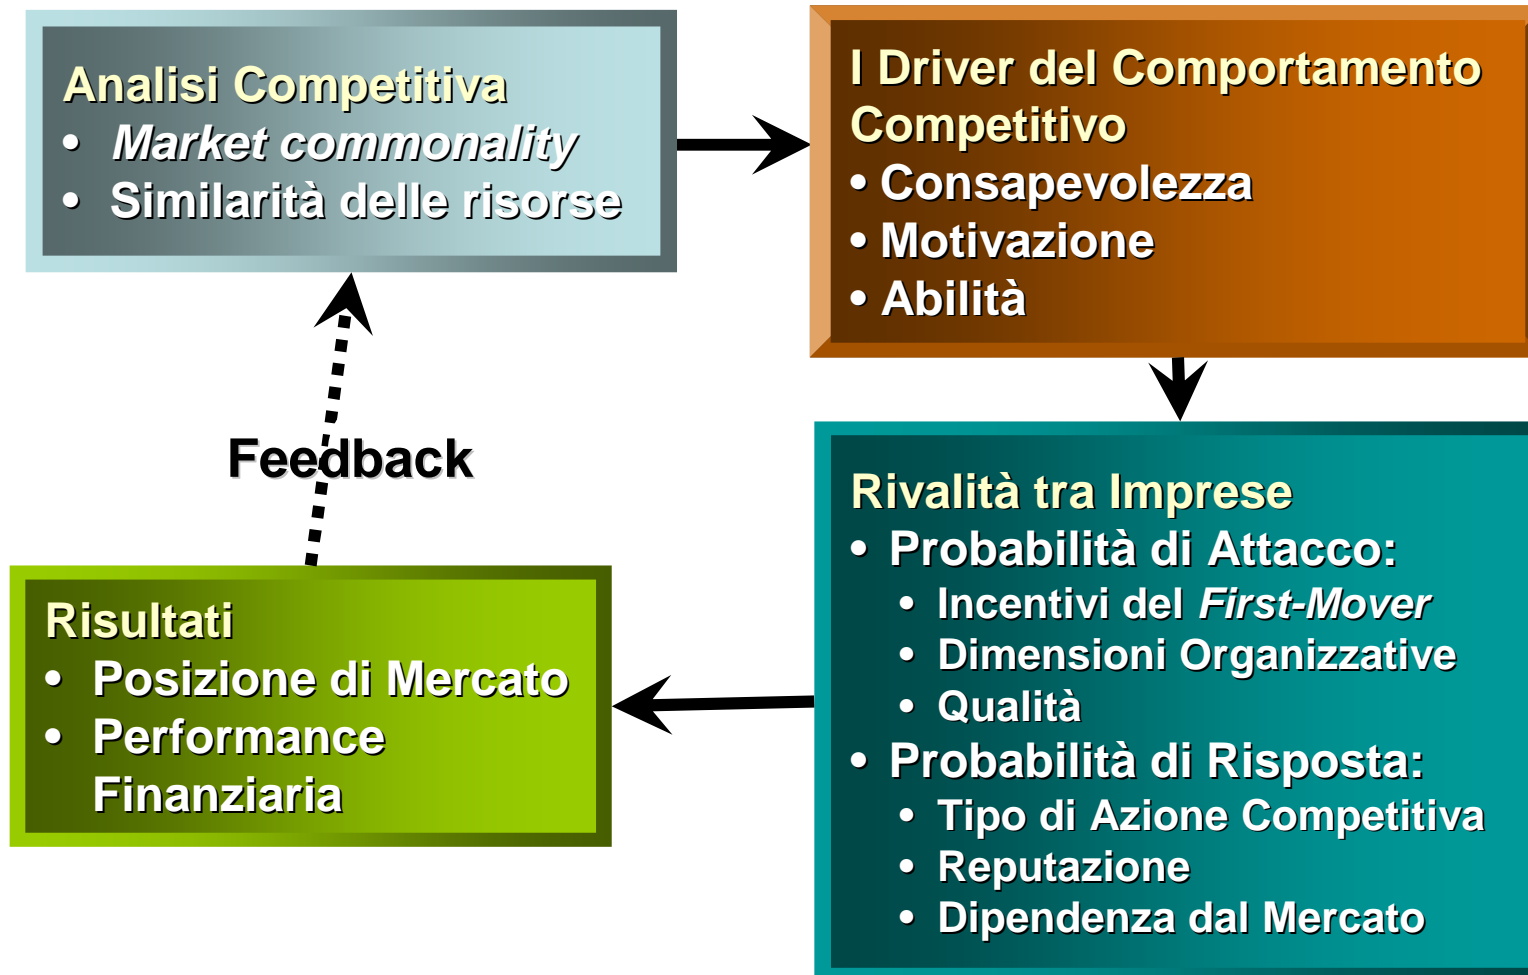 Analisi Competitiva
• Market commonality
• Similarità delle risorse
I Driver del Comportamento
Competitivo
• Consapevolezza
• Motivazione
• Abilità
Feedback
Rivalità tra Imprese
• Probabilità di Attacco:
• Incentivi del First-Mover
• Dimensioni Organizzative
• Qualità
• Probabilità di Risposta:
• Tipo di Azione Competitiva
• Reputazione
• Dipendenza dal Mercato
Risultati
• Posizione di Mercato
• Performance
Finanziaria